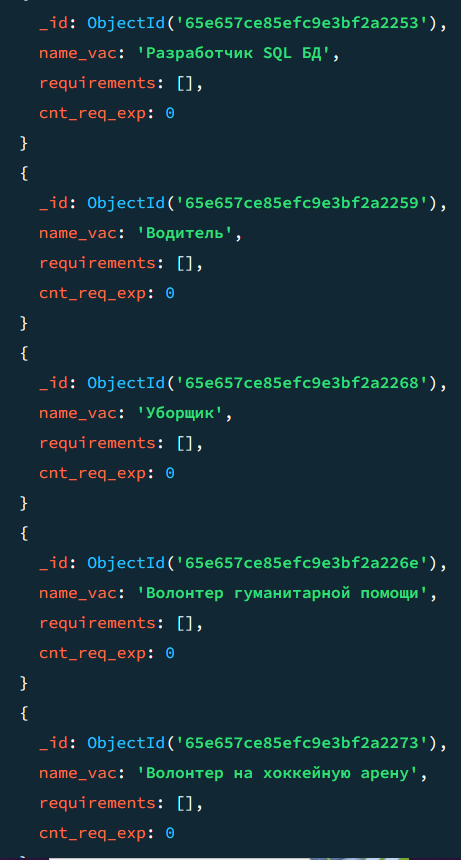 _id: ObjectId('65e657ce85efc9e3bf2a2253'),
name_vac: 'Разработчик SQL БД',
requirements: [],
cnt_req_exp: 0
}
{
_id: ObjectId('65e657ce85efc9e3bf2a2259'),
name_vac: 'Водитель',
requirements: [],
cnt_req_exp: 0
}
{
_id: ObjectId('65e657ce85efc9e3bf2a2268'),
name_vac: 'Уборщик',
requirements: [],
cnt_req_exp: 0
}
{
_id: ObjectId('65e657ce85efc9e3bf2a226e'),
name_vac: 'Волонтер гуманитарной помощи',
requirements: [],
cnt_req_exp: 0
}
{
_id: ObjectId('65e657ce85efc9e3bf2a2273'),
name_vac: 'Волонтер на хоккейную арену',
requirements: [],
cnt_req_exp: 0